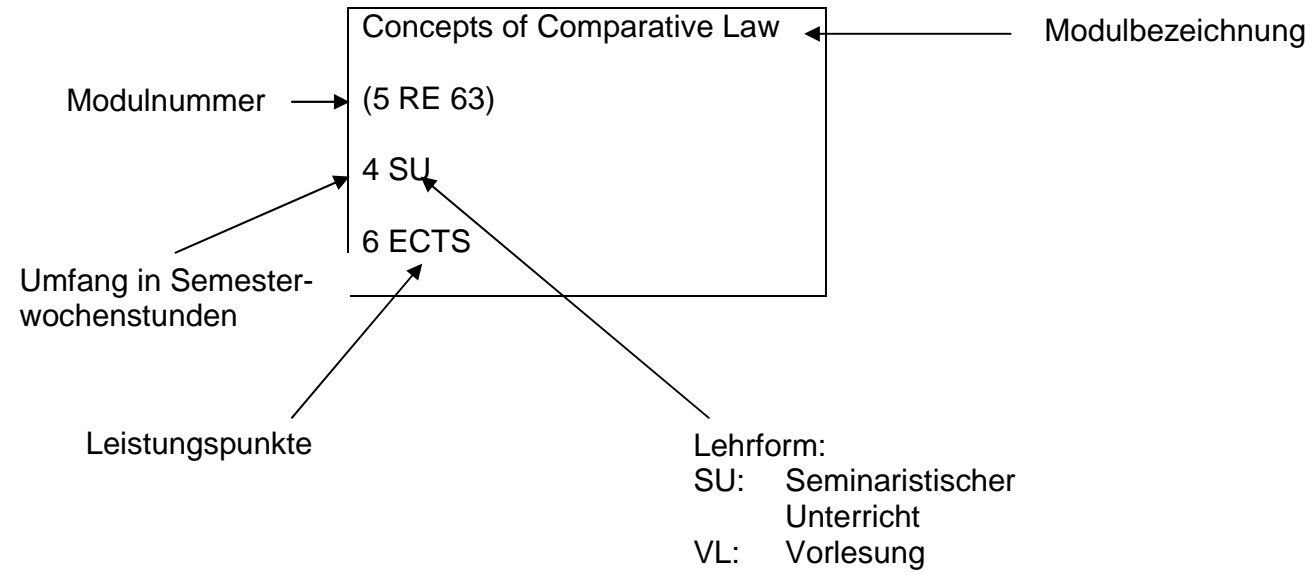 Concepts of Comparative Law
Modulbezeichnung
Modulnummer
(5 RE 63)
4 SU
6 ECTS
Umfang in Semester-
wochenstunden
Leistungspunkte
Lehrform:
SU: Seminaristischer
Unterricht
VL: Vorlesung